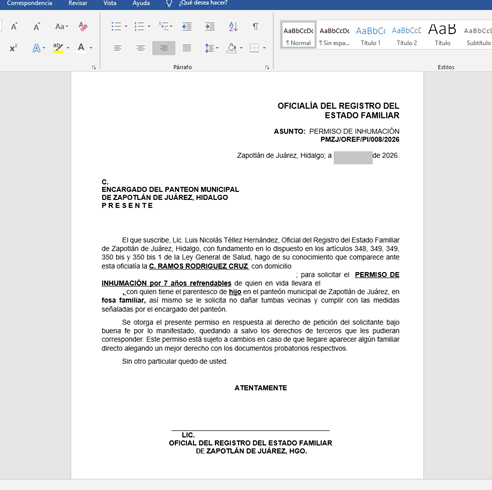 Correspondencia Revisar Vista Ayuda ¿Qué desea hacer?
Párrafo Estilos
AaBbCcDc AaBbCcDc AaBbCc AaBbCc AaB AaBbCcD
¶ Normal ¶ Sin espa... Título 1 Título 2 Título Subtítulo
OFICIALÍA DEL REGISTRO DEL
ESTADO FAMILIAR
ASUNTO: PERMISO DE INHUMACIÓN
PMZJ/OREF/PI/008/2026
Zapotlán de Juárez, Hidalgo; a de 2026.
C.
ENCARGADO DEL PANTEON MUNICIPAL
DE ZAPOTLÁN DE JUÁREZ, HIDALGO
P R E S E N T E
El que suscribe, Lic. Luis Nicolás Téllez Hernández, Oficial del Registro del Estado Familiar
de Zapotlán de Juárez, Hidalgo, con fundamento en lo dispuesto en los artículos 348, 349, 349,
350 bis y 350 bis 1 de la Ley General de Salud, hago de su conocimiento que comparece ante
esta oficialía la C. RAMOS RODRIGUEZ CRUZ, con domicilio
; para solicitar el PERMISO DE
INHUMACIÓN por 7 años refrendables de quien en vida llevara el
, con quien tiene el parentesco de hijo en el panteón municipal de Zapotlán de Juárez, en
fosa familiar, así mismo se le solicita no dañar tumbas vecinas y cumplir con las medidas
señaladas por el encargado del panteón.
Se otorga el presente permiso en respuesta al derecho de petición del solicitante bajo
buena fe por lo manifestado, quedando a salvo los derechos de terceros que les pudieran
corresponder. Este permiso está sujeto a cambios en caso de que llegare aparecer algún familiar
directo alegando un mejor derecho con los documentos probatorios respectivos.
Sin otro particular quedo de usted.
ATENTAMENTE
LIC.
OFICIAL DEL REGISTRO DEL ESTADO FAMILIAR
DE ZAPOTLÁN DE JUÁREZ, HGO.